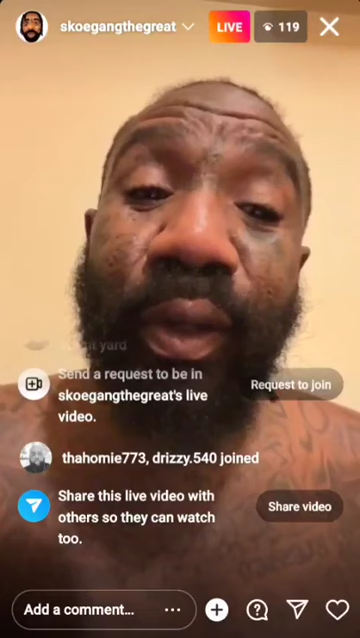 skoegangthegreat
LIVE
119
yard
Send a request to be in
skoegangthegreat's live
video.
Request to join
thahomie773, drizzy.540 joined
Share this live video with
others so they can watch
too.
Share video
Add a comment...